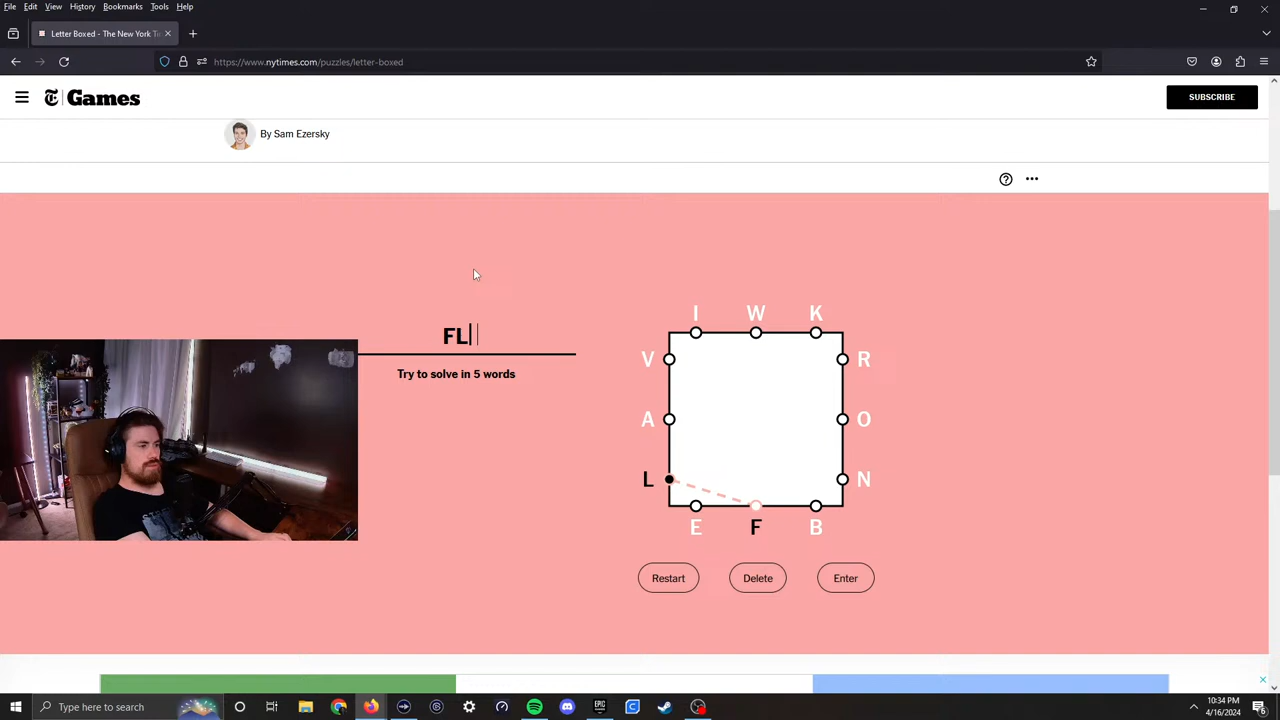 File Edit View History Bookmarks Tools Help
Letter Boxed - The New York Ti
https://www.nytimes.com/puzzles/letter-boxed
Games
SUBSCRIBE
By Sam Ezersky
FL
Try to solve in 5 words
I W K
V R
A O
L N
E F B
Restart Delete Enter
Type here to search
10:34 PM
4/16/2024